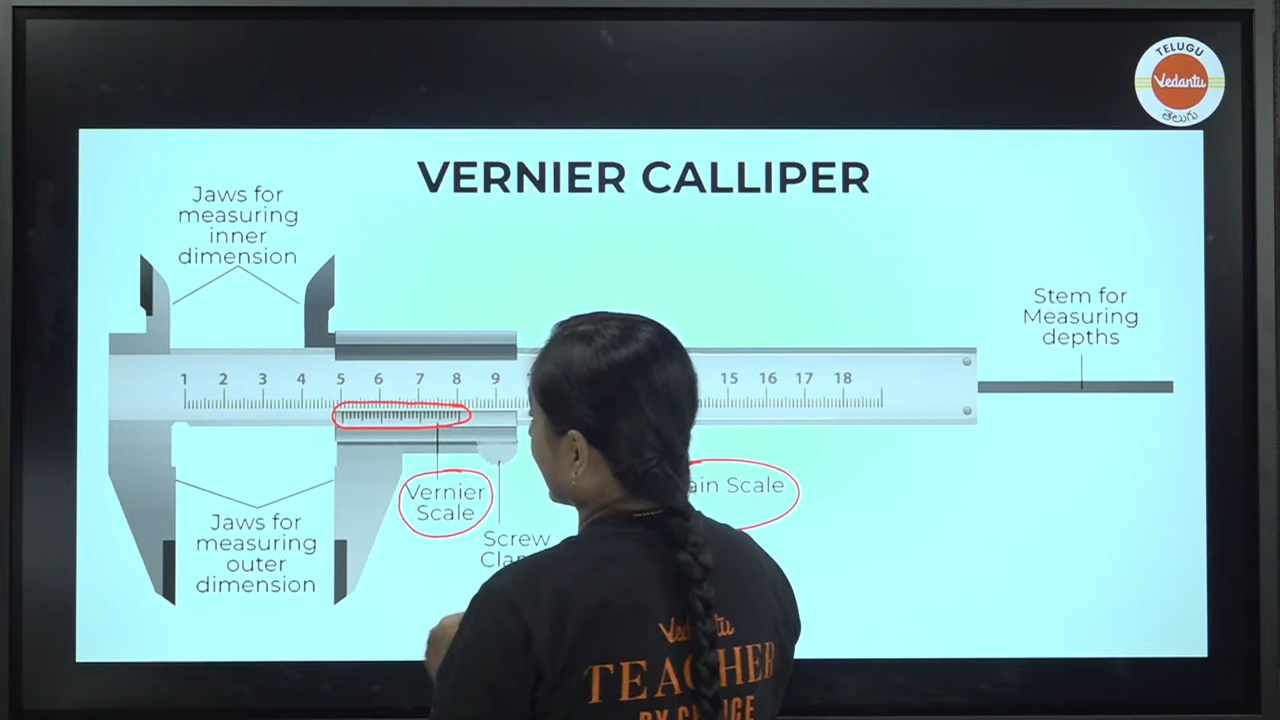 TELUGU
Vedantu
తెలుగు
VERNIER CALLIPER
Jaws for
measuring
inner
dimension
Stem for
Measuring
depths
1 2 3 4 5 6 7 8 9 15 16 17 18
Vernier
Scale
ain Scale
Jaws for
measuring
outer
dimension
Screw
TEACHER